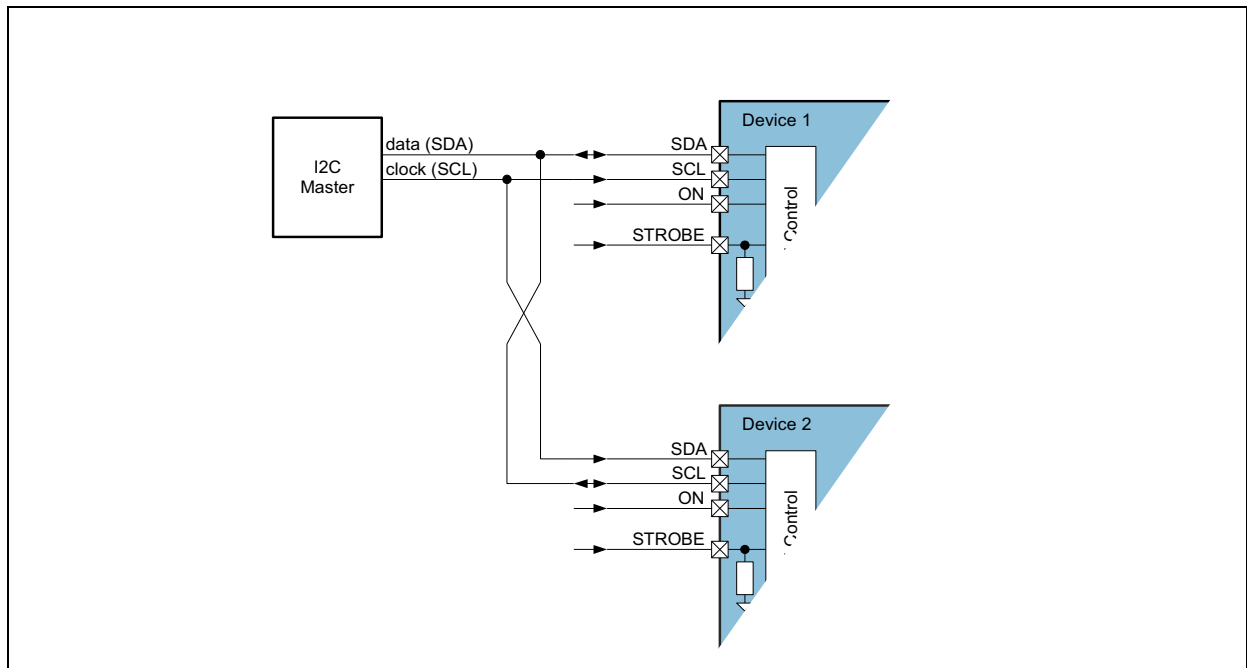 I2C
Master
data (SDA)
clock (SCL)
Device 1
SDA
SCL
ON
STROBE
Control
Device 2
SDA
SCL
ON
STROBE
Control